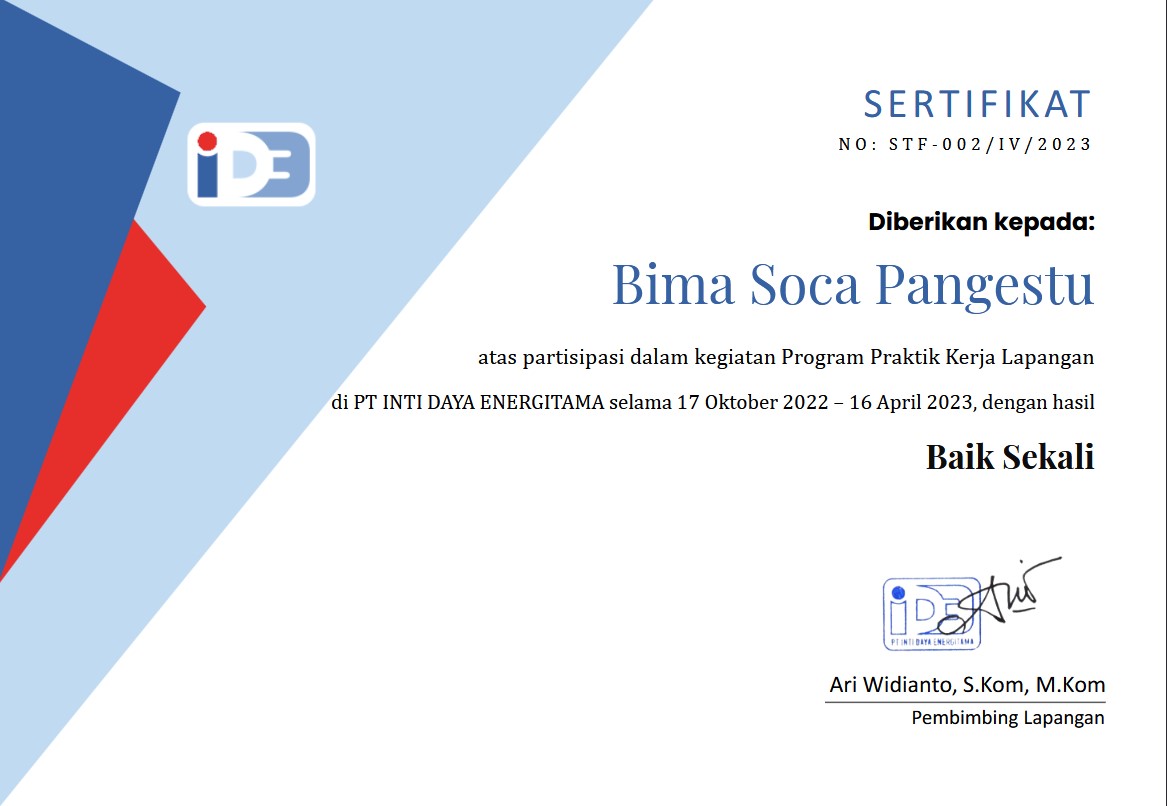 iDE
SERTIFIKAT
NO: STF-002/IV/2023
Diberikan kepada:
Bima Soca Pangestu
atas partisipasi dalam kegiatan Program Praktik Kerja Lapangan
di PT INTI DAYA ENERGITAMA selama 17 Oktober 2022 – 16 April 2023, dengan hasil
Baik Sekali
iDE
PT INTI DAYA ENERGITAMA
Ari Widianto, S.Kom, M.Kom
Pembimbing Lapangan